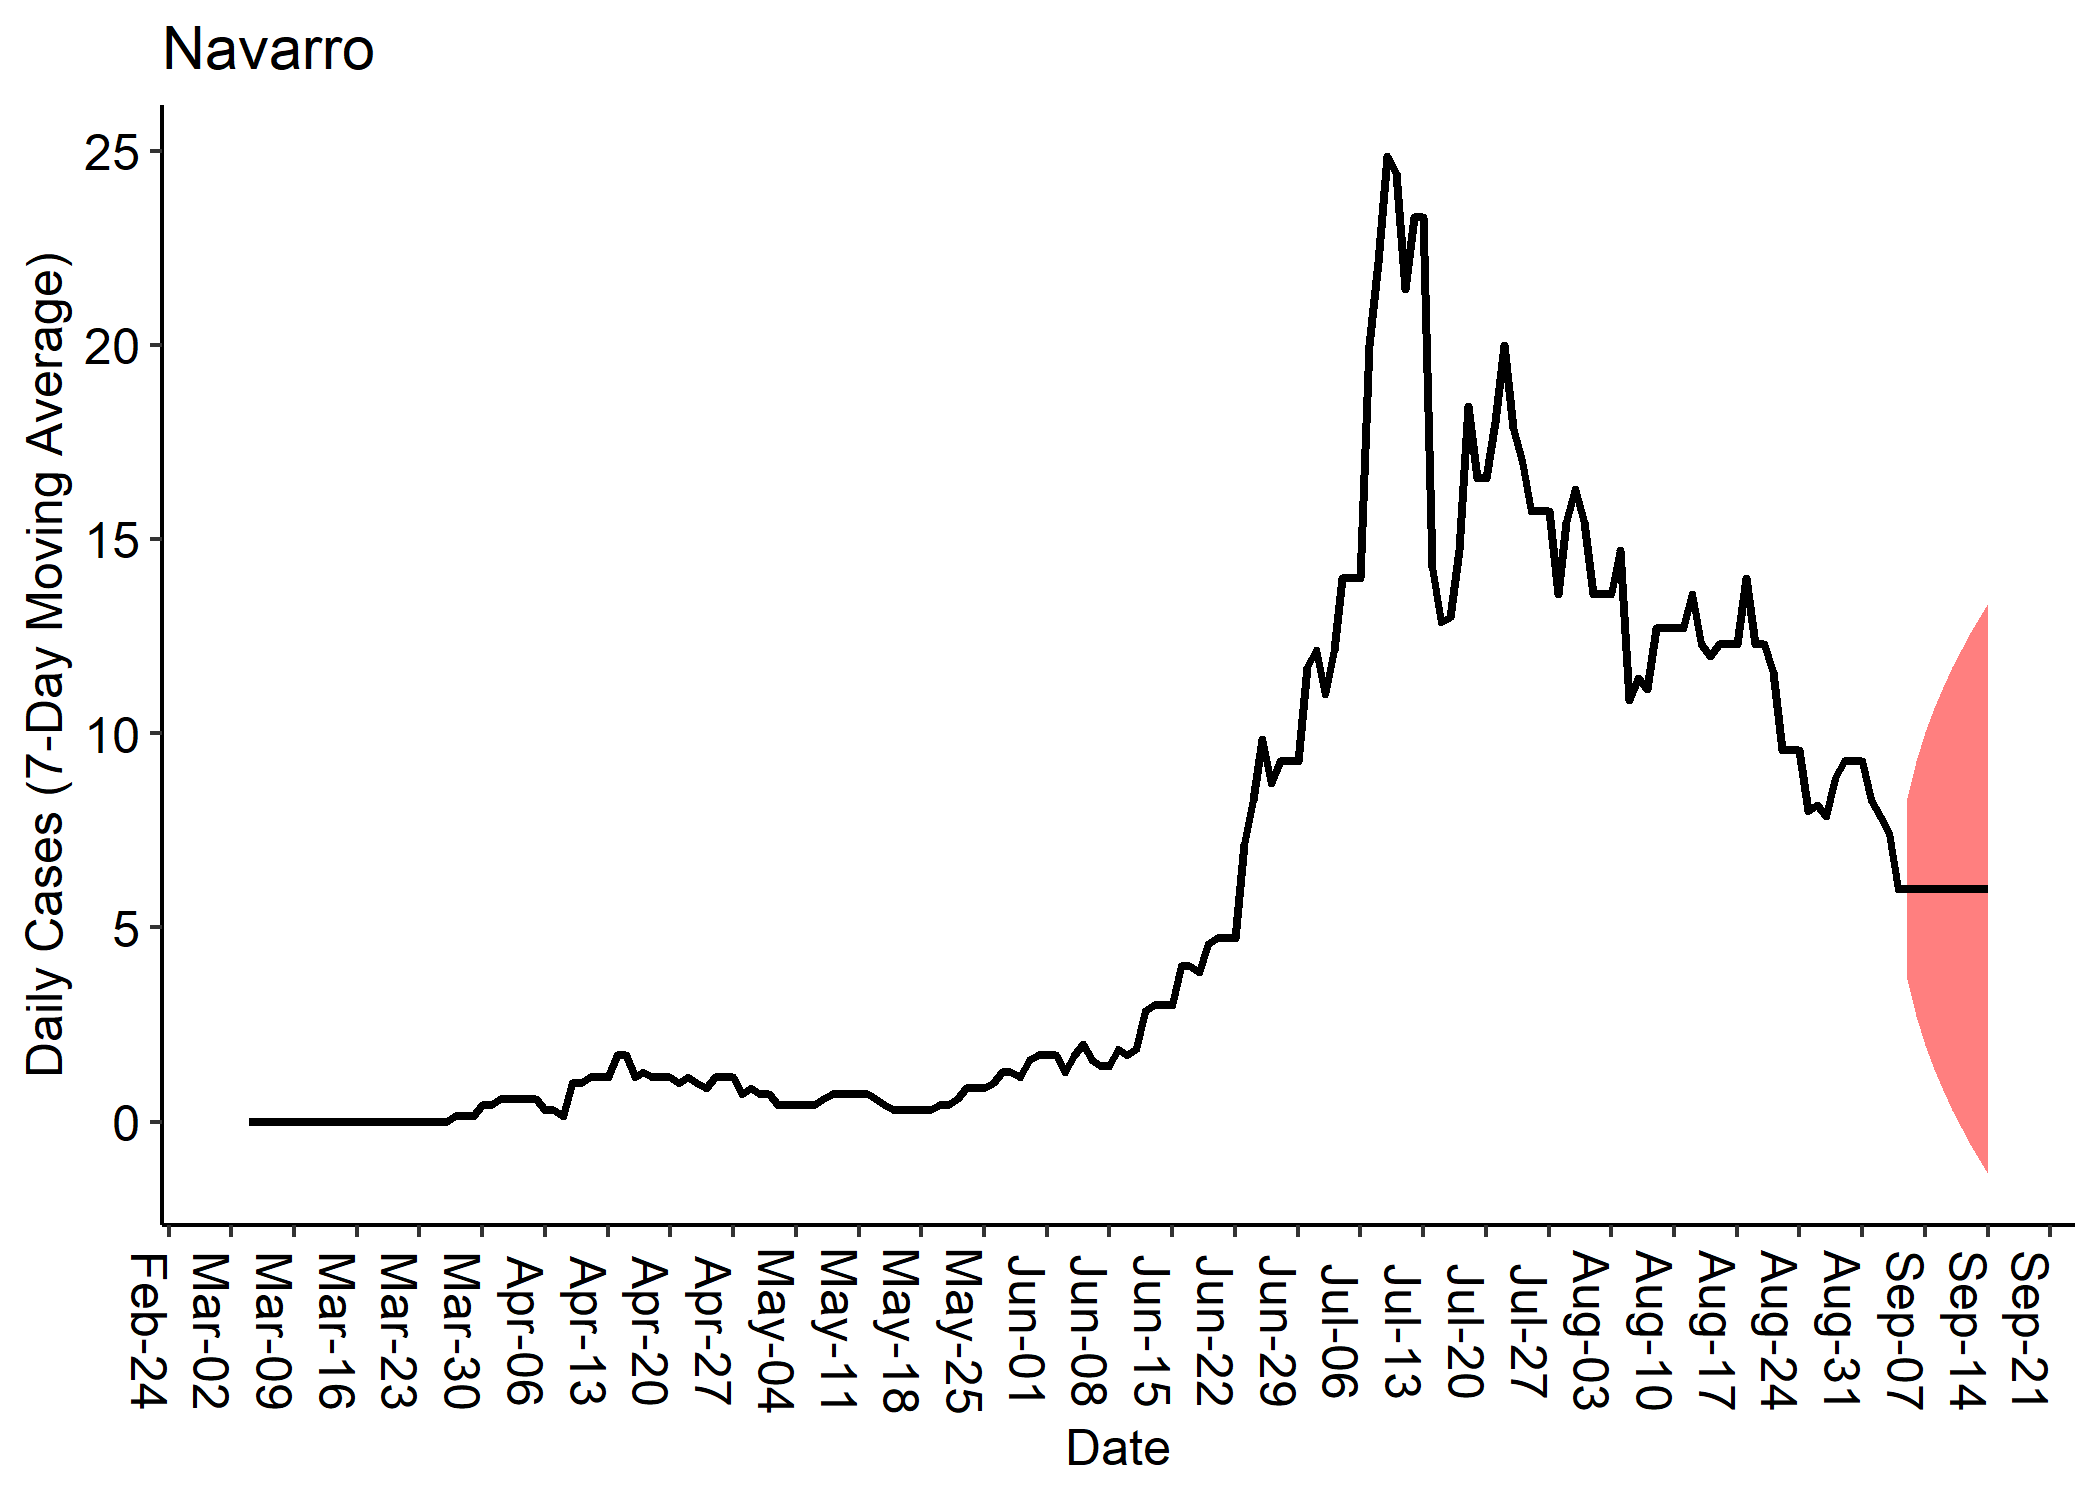 Navarro
Daily Cases (7-Day Moving Average)
25
20
15
10
5
0
Feb-24
Mar-02
Mar-09
Mar-16
Mar-23
Mar-30
Apr-06
Apr-13
Apr-20
Apr-27
May-04
May-11
May-18
May-25
Jun-01
Jun-08
Jun-15
Jun-22
Jun-29
Jul-06
Jul-13
Jul-20
Jul-27
Aug-03
Aug-10
Aug-17
Aug-24
Aug-31
Sep-07
Sep-14
Sep-21
Date